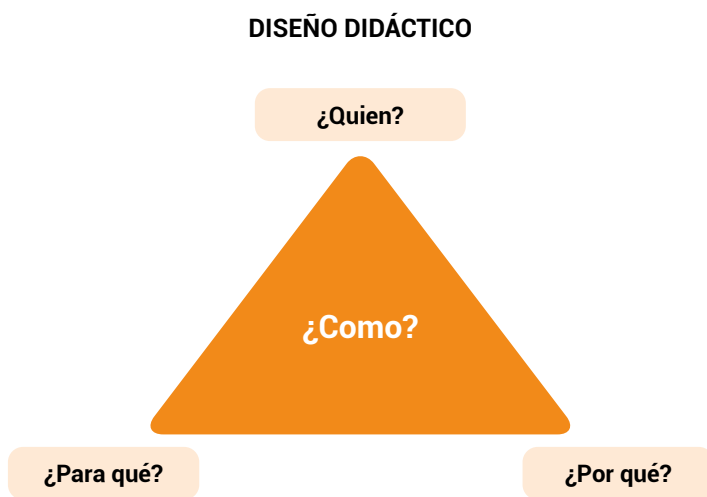 DISEÑO DIDÁCTICO
¿Quien?
¿Como?
¿Para qué?
¿Por qué?